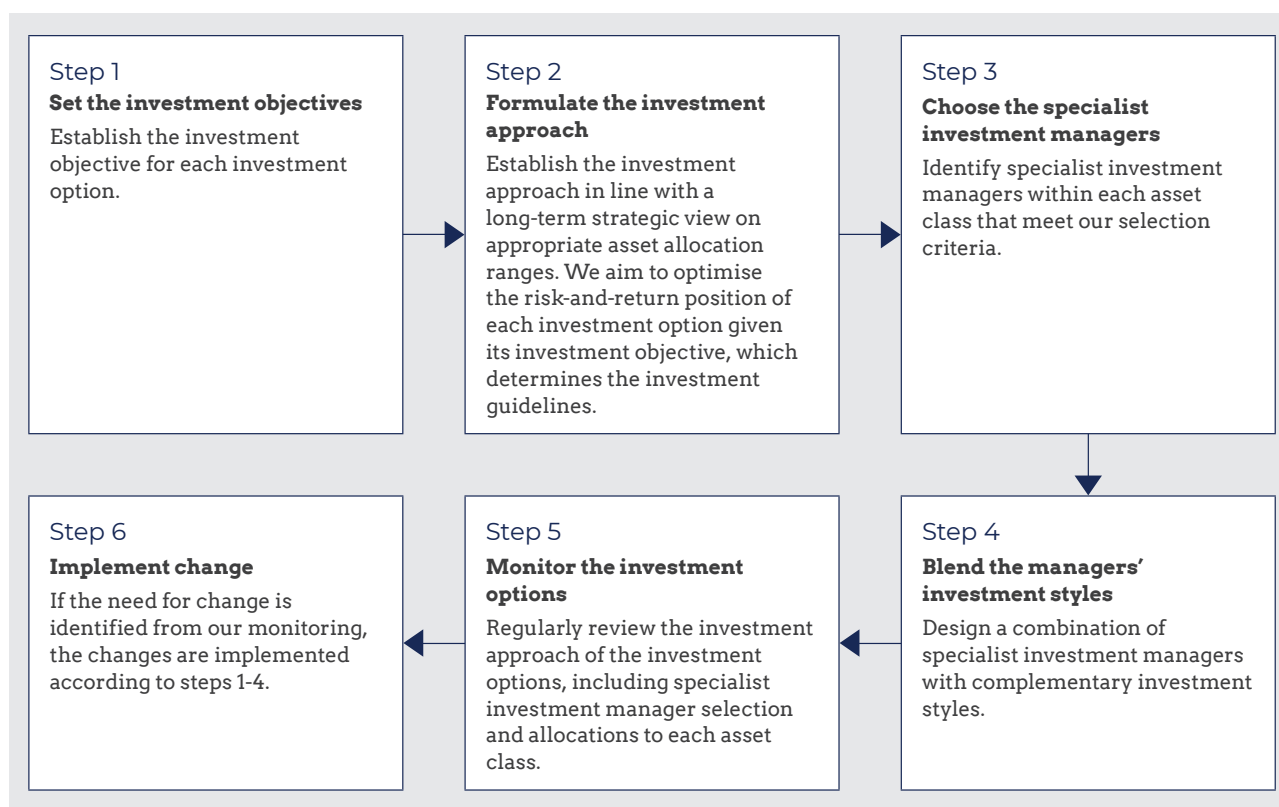 Step 1
Set the investment objectives
Establish the investment
objective for each investment
option.
Step 2
Formulate the investment
approach
Establish the investment
approach in line with a
long-term strategic view on
appropriate asset allocation
ranges. We aim to optimise
the risk-and-return position of
each investment option given
its investment objective, which
determines the investment
guidelines.
Step 3
Choose the specialist
investment managers
Identify specialist investment
managers within each asset
class that meet our selection
criteria.
Step 4
Blend the managers’
investment styles
Design a combination of
specialist investment managers
with complementary investment
styles.
Step 5
Monitor the investment
options
Regularly review the investment
approach of the investment
options, including specialist
investment manager selection
and allocations to each asset
class.
Step 6
Implement change
If the need for change is
identified from our monitoring,
the changes are implemented
according to steps 1-4.